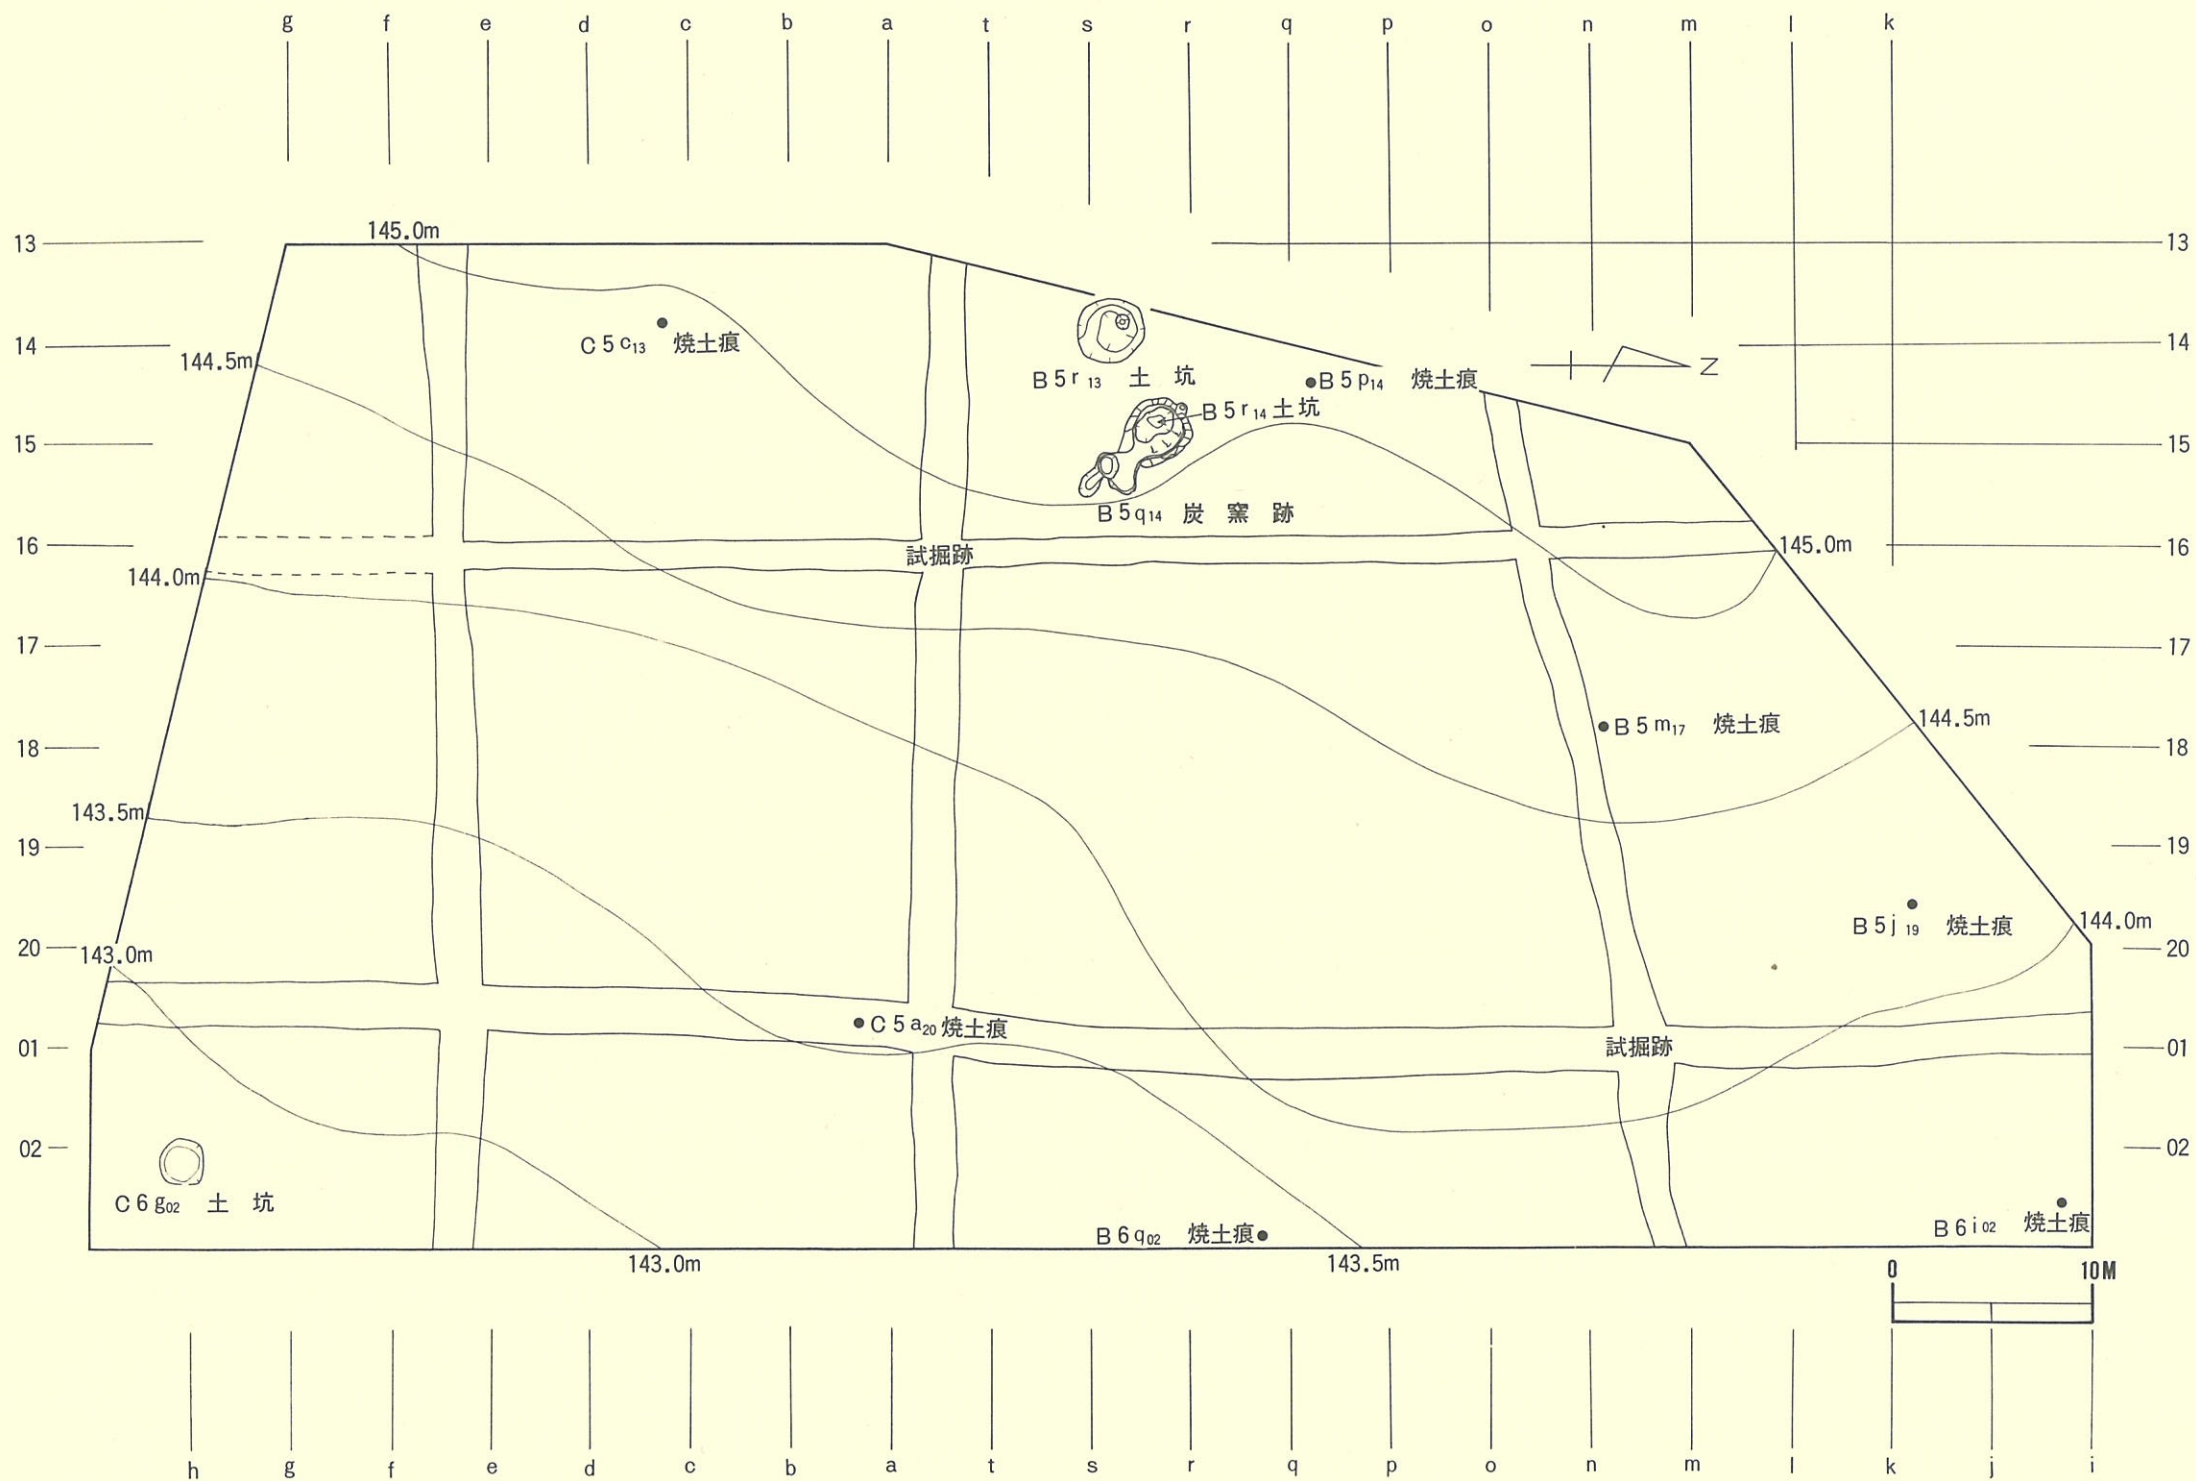 g f e d c b a t s r q p o n m l k
145.0m
13 13
C5c13 焼土痕
14 14
144.5m
B5r13 土坑
B5p14 焼土痕
Z
B5r14 土坑
15 15
B5q14 炭窯跡
16 16
試掘跡
145.0m
144.0m
17 17
B5m17 焼土痕
144.5m
18 18
143.5m
19 19
B5j19 焼土痕
144.0m
20 20
143.0m
C5a20 焼土痕
01 01
試掘跡
02 02
C6g02 土坑
B6q02 焼土痕
B6i02 焼土痕
143.0m
143.5m
0 10M
h g f e d c b a t s r q p o n m l k j i